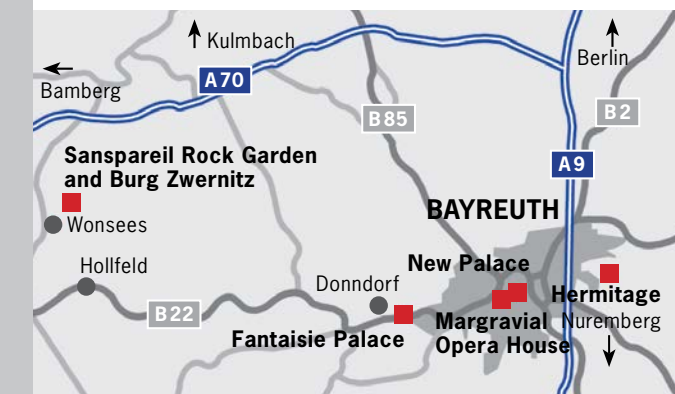 Kulmbach
Berlin
Bamberg
A70
B85
B2
Sanspareil Rock Garden
and Burg Zwernitz
A9
Wonsees
BAYREUTH
Hollfeld
New Palace
Donndorf
Hermitage
B22
Fantaisie Palace
Margravial
Opera House
Nuremberg